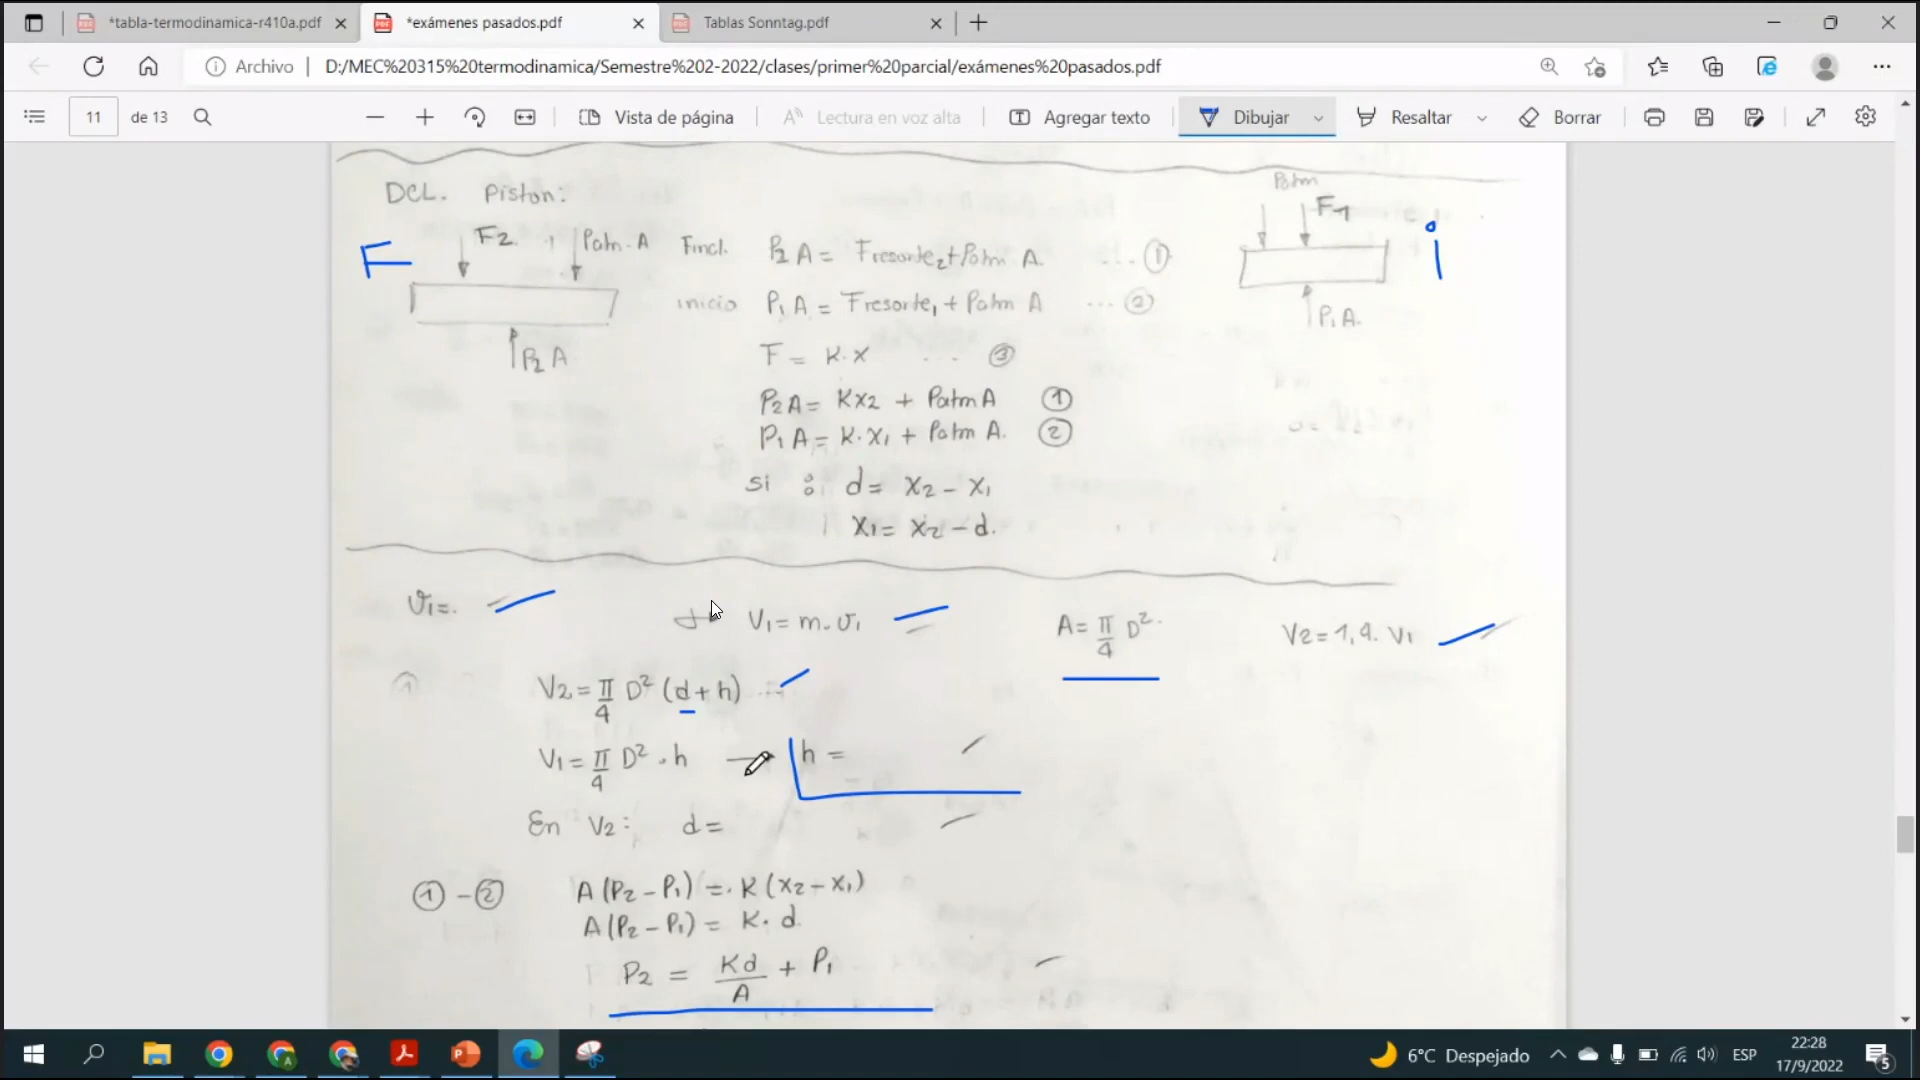 *tabla-termodinamica-r410a.pdf
*exámenes pasados.pdf
Tablas Sonntag.pdf
Archivo | D:/MEC%20315%20termodinamica/Semestre%202-2022/clases/primer%20parcial/exámenes%20pasados.pdf
11 de 13
Vista de página
Lectura en voz alta
Agregar texto
Dibujar
Resaltar
Borrar
DCL. Piston:
Patm
F1
i
F
F2
Patm. A
Fincl. P2 A = Fresorte2 + Patm A. ... ①
inicio P1 A = Fresorte1 + Patm A ... ②
P1 A.
P2 A
F = K. X ... ③
P2 A = KX2 + Patm A ①
P1 A = K. X1 + Patm A. ②
si : d = X2 - X1
X1 = X2 - d.
v1 =.
V1 = m. v1
A = π/4 D².
V2 = 1,4. V1
①
V2 = π/4 D² (d + h)
V1 = π/4 D² . h → h =
En V2: d =
① - ② A (P2 - P1) = K (X2 - X1)
A (P2 - P1) = K. d.
P2 = Kd/A + P1
6°C Despejado
ESP
22:28
17/9/2022
5